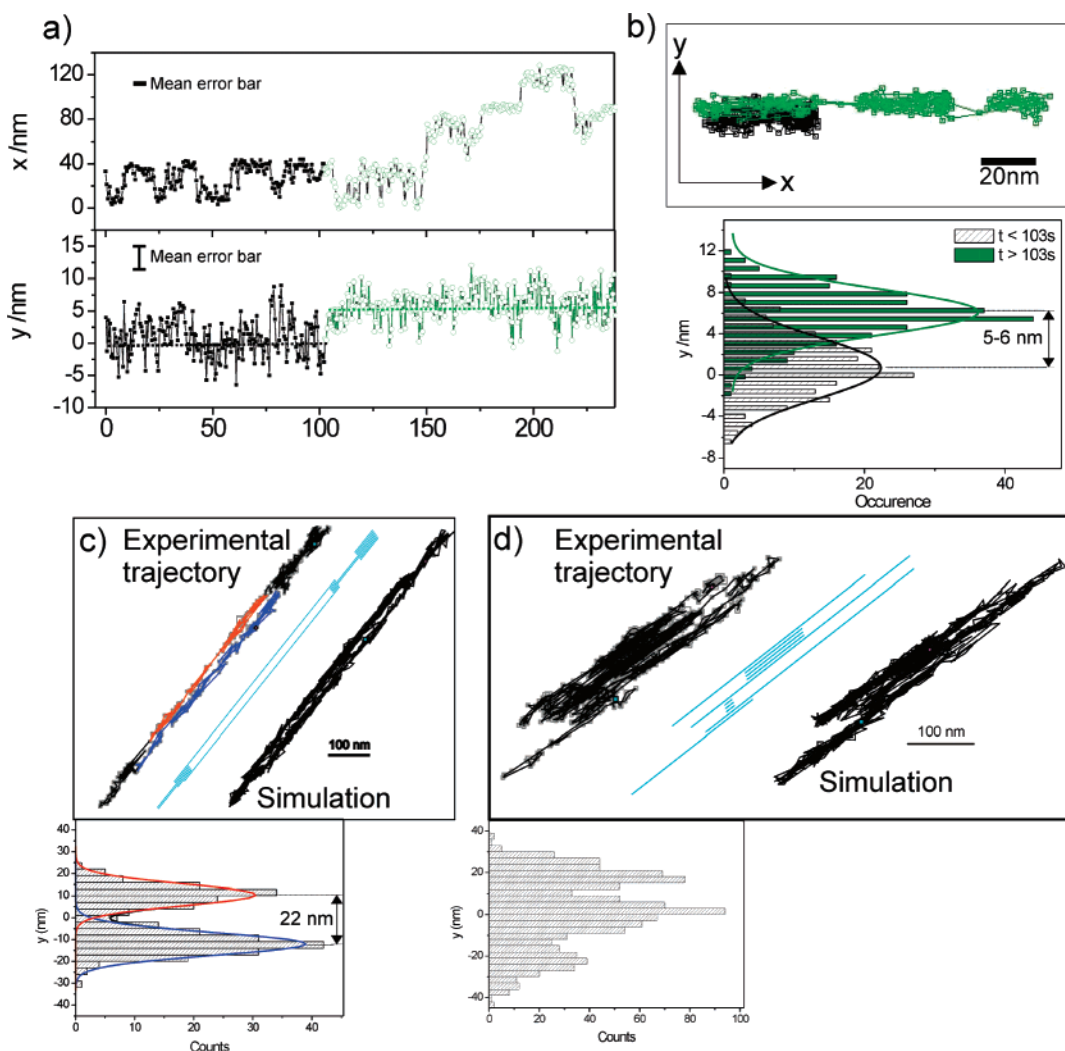 a)
x /nm
120
80
40
0
Mean error bar
y /nm
15
10
5
0
-5
-10
Mean error bar
0
50
100
150
200
b)
y
x
20nm
t < 103s
t > 103s
y /nm
12
8
4
0
-4
-8
5-6 nm
0
20
40
Occurence
c)
Experimental
trajectory
100 nm
Simulation
d)
Experimental
trajectory
100 nm
Simulation
y (nm)
40
30
20
10
0
-10
-20
-30
-40
22 nm
0
10
20
30
40
Counts
y (nm)
40
20
0
-20
-40
0
20
40
60
80
100
Counts